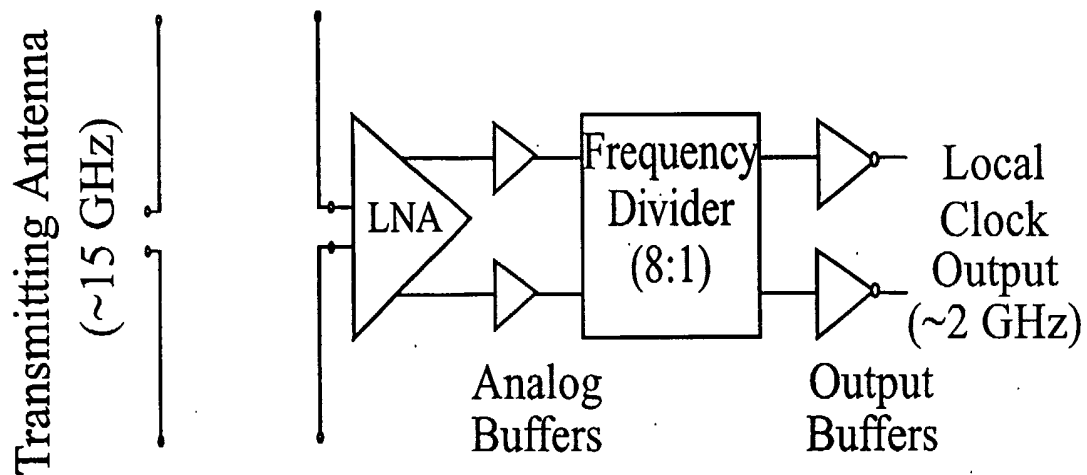 Transmitting Antenna
(~15 GHz)
LNA
Analog
Buffers
Frequency
Divider
(8:1)
Output
Buffers
Local
Clock
Output
(~2 GHz)